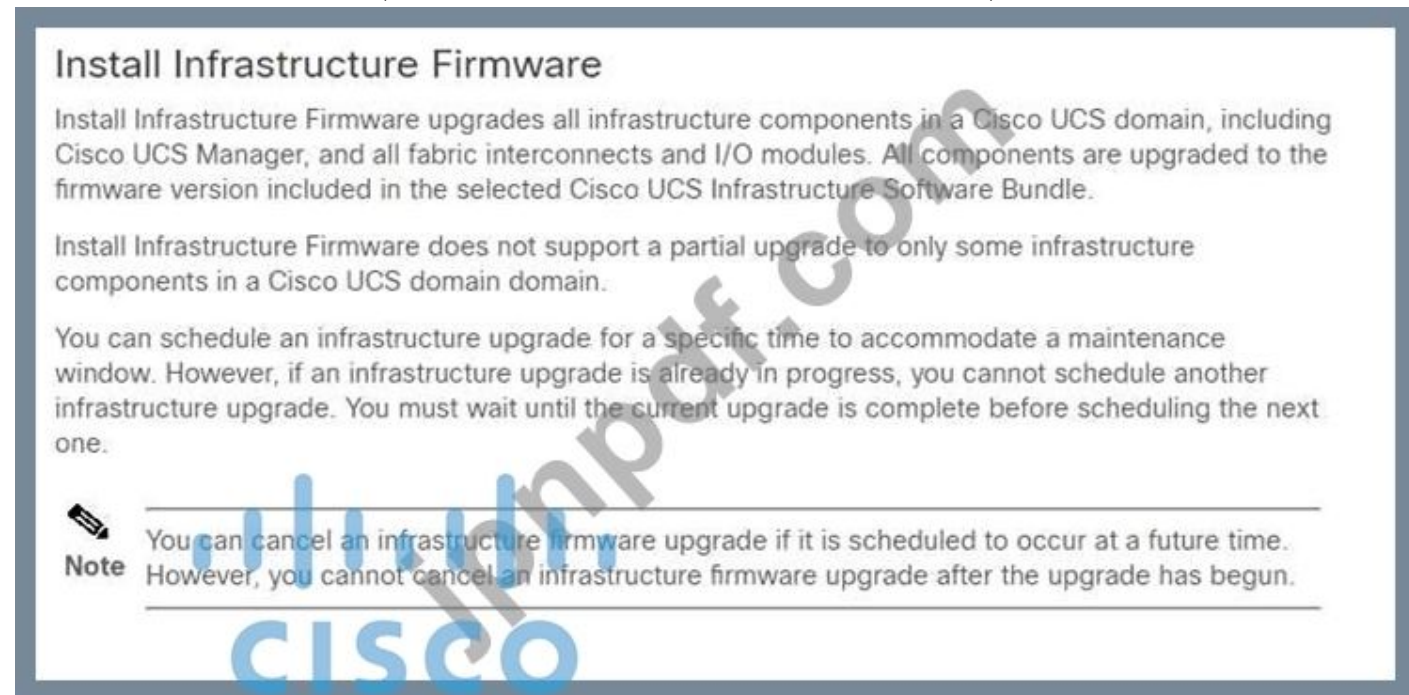 Install Infrastructure Firmware
Install Infrastructure Firmware upgrades all infrastructure components in a Cisco UCS domain, including
Cisco UCS Manager, and all fabric interconnects and I/O modules. All components are upgraded to the
firmware version included in the selected Cisco UCS Infrastructure Software Bundle.
Install Infrastructure Firmware does not support a partial upgrade to only some infrastructure
components in a Cisco UCS domain domain.
You can schedule an infrastructure upgrade for a specific time to accommodate a maintenance
window. However, if an infrastructure upgrade is already in progress, you cannot schedule another
infrastructure upgrade. You must wait until the current upgrade is complete before scheduling the next
one.
Note
You can cancel an infrastructure firmware upgrade if it is scheduled to occur at a future time.
However, you cannot cancel an infrastructure firmware upgrade after the upgrade has begun.
jpnpdf.com
CISCO